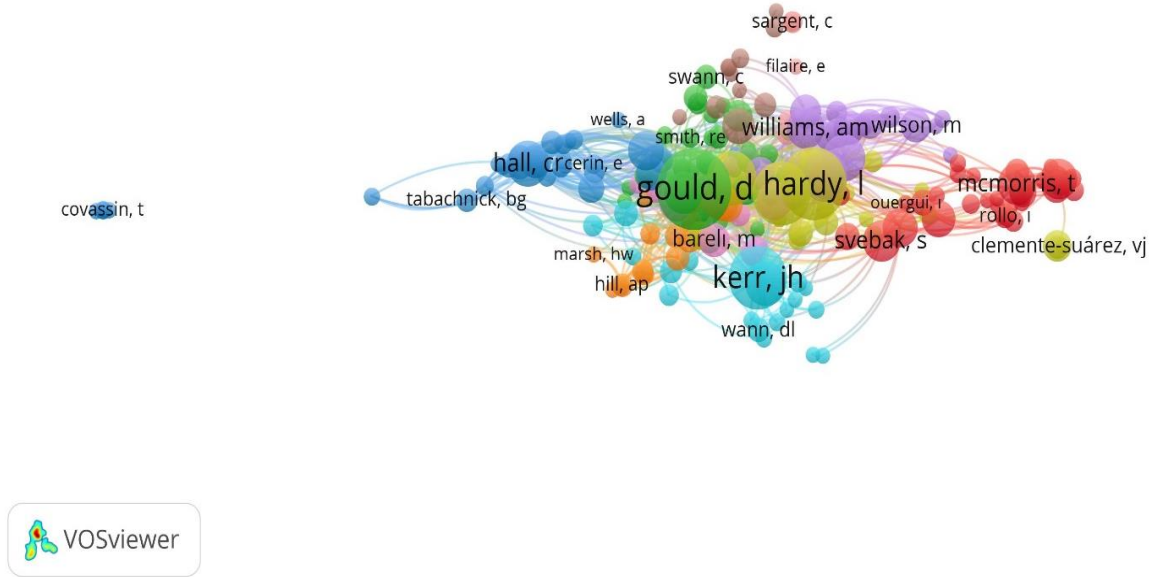 sargent, c
filaire, e
swann, c
wells, a
smith, re
williams, am
wilson, m
hall, cr
cerin, e
gould, d
hardy, l
mcmorris, t
tabachnick, bg
covassin, t
ouergui, ı
rollo, ı
barelı, m
svebak, s
clemente-suárez, vj
marsh, hw
kerr, jh
hill, ap
wann, dl
VOSviewer